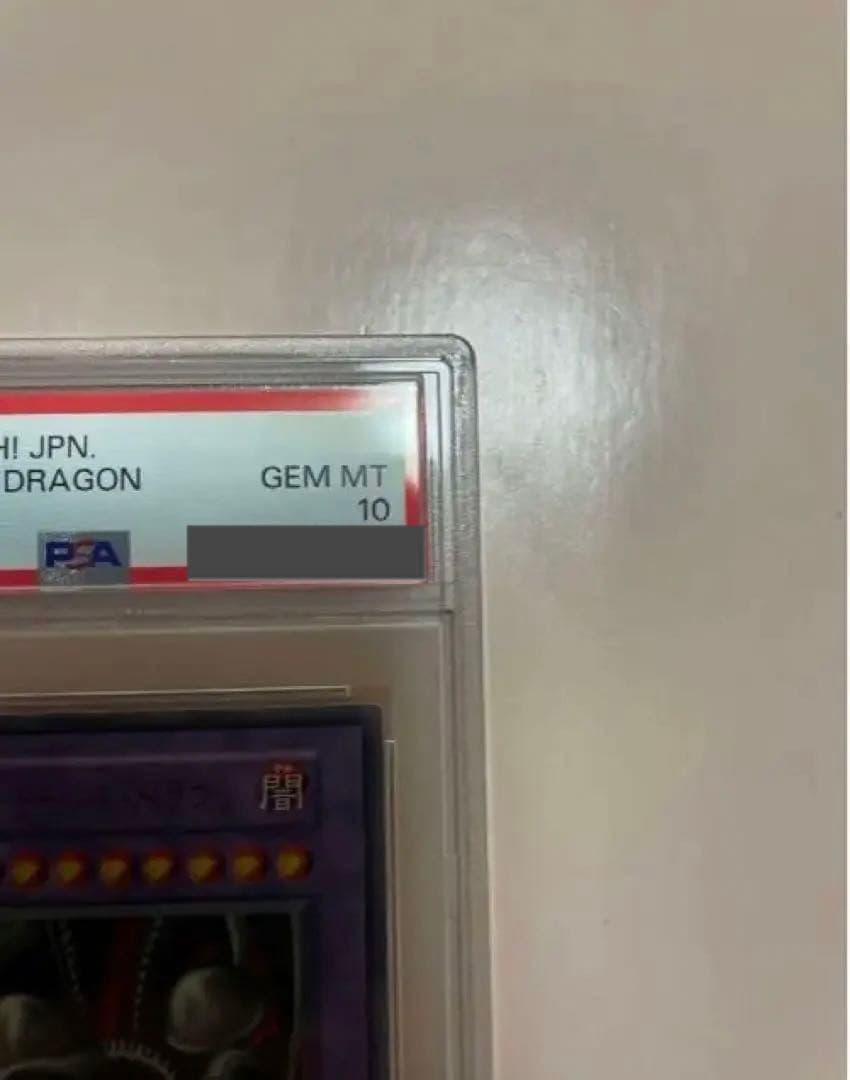 H! JPN.
DRAGON
GEM MT
10
PSA
闇